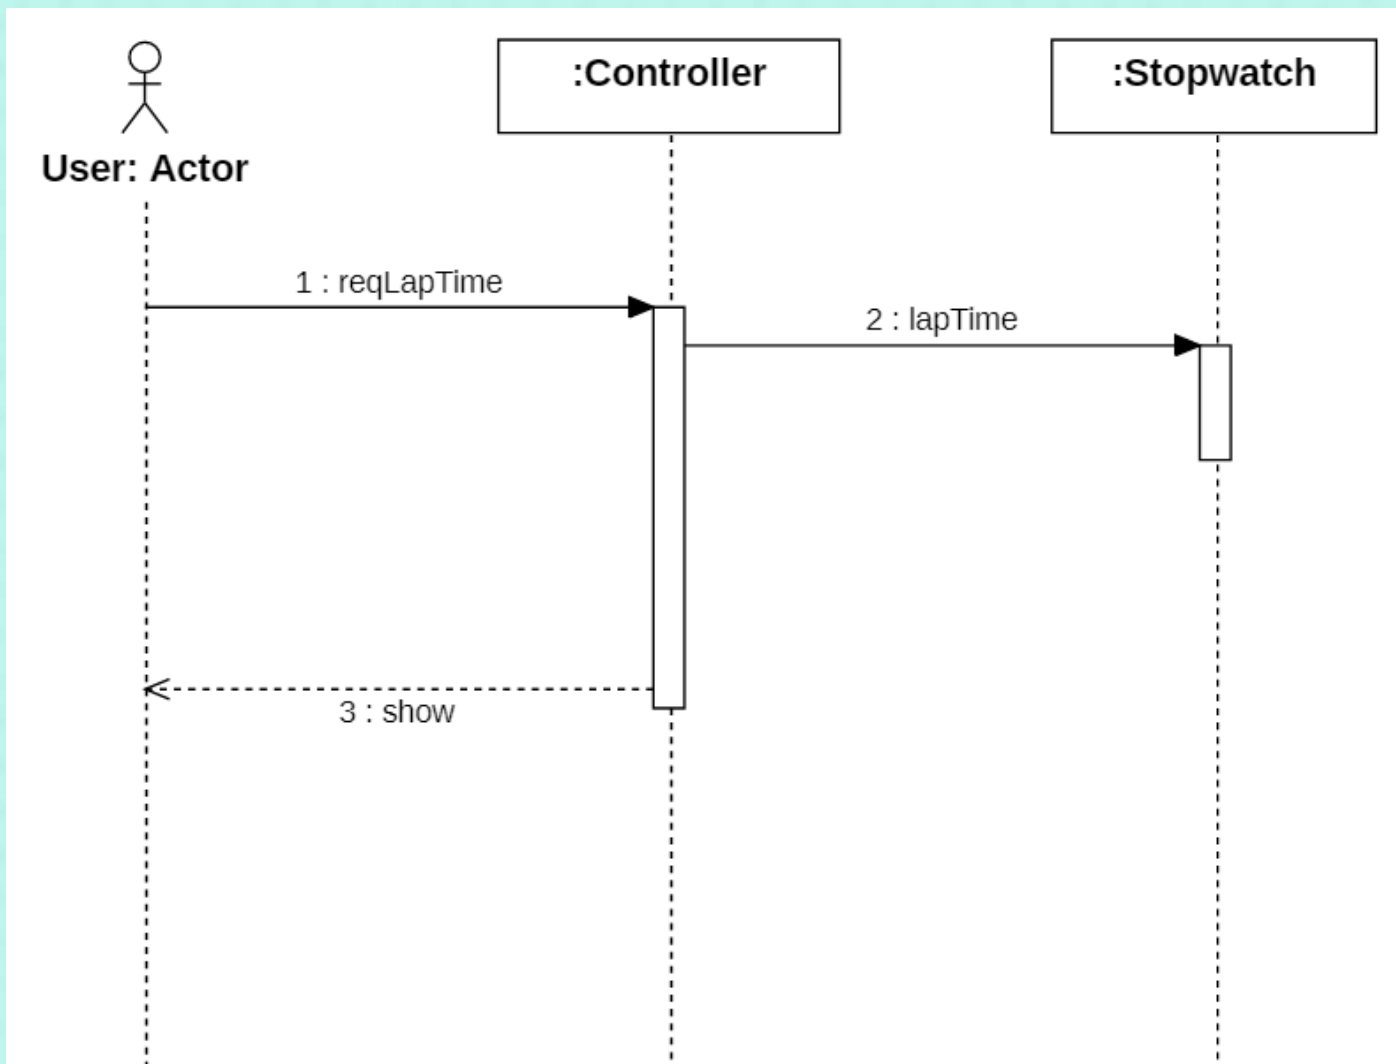 :Controller
:Stopwatch
User: Actor
1 : reqLapTime
2 : lapTime
3 : show